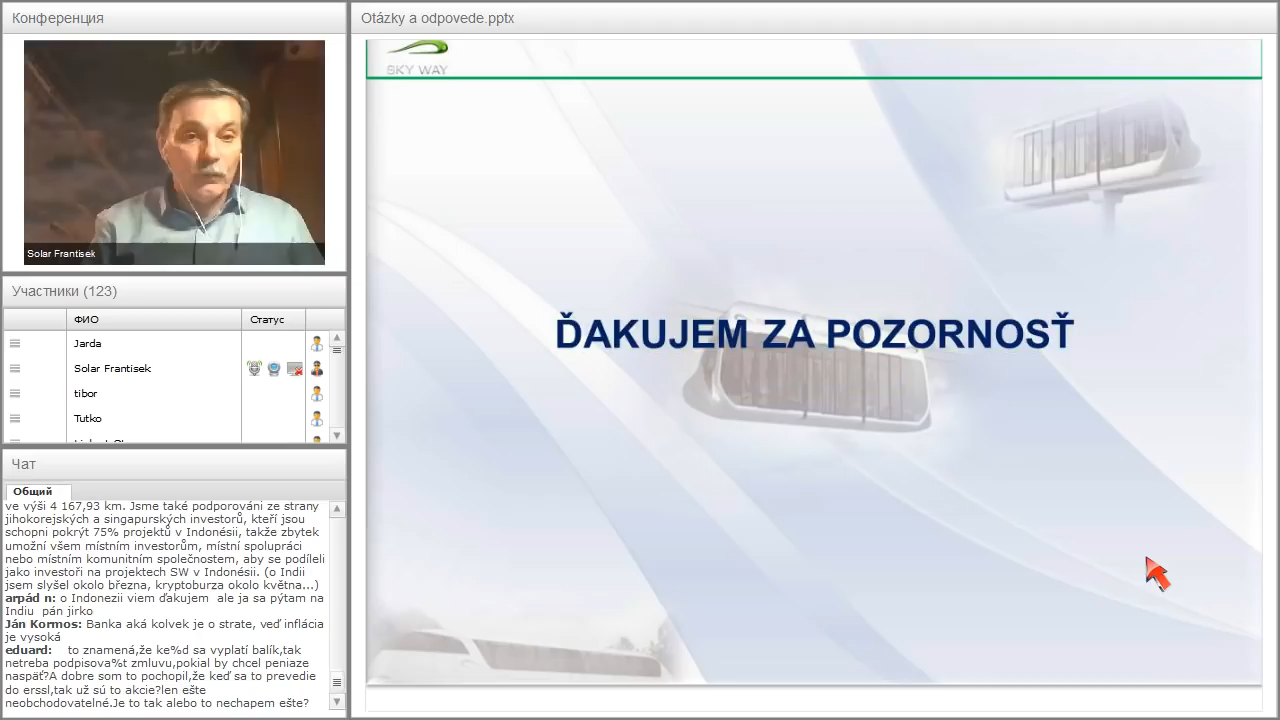 Конференция
Solar Frantisek
Участники (123)
ФИО
Статус
Jarda
Solar Frantisek
tibor
Tutko
Чат
Общий
ve výši 4 167,93 km. Jsme také podporováni ze strany
jihokorejských a singapurských investorů, kteří jsou
schopni pokrýt 75% projektů v Indonésii, takže zbytek
umožní všem místním investorům, místní spolupráci
nebo místním komunitním společnostem, aby se podíleli
jako investoři na projektech SW v Indonésii. (o Indii
jsem slyšel okolo března, kryptoburza okolo května...)
arpád n: o Indonezii viem ďakujem ale ja sa pýtam na
Indiu pán jirko
Ján Kormos: Banka aká kolvek je o strate, veď inflácia
je vysoká
eduard: to znamená,že ke%d sa vyplatí balík,tak
netreba podpisova%t zmluvu,pokial by chcel peniaze
naspäť?A dobre som to pochopil,že keď sa to prevedie
do erssl,tak už sú to akcie?len ešte
neobchodovatelné.Je to tak alebo to nechapem ešte?
Otázky a odpovede.pptx
SKY WAY
ĎAKUJEM ZA POZORNOSŤ